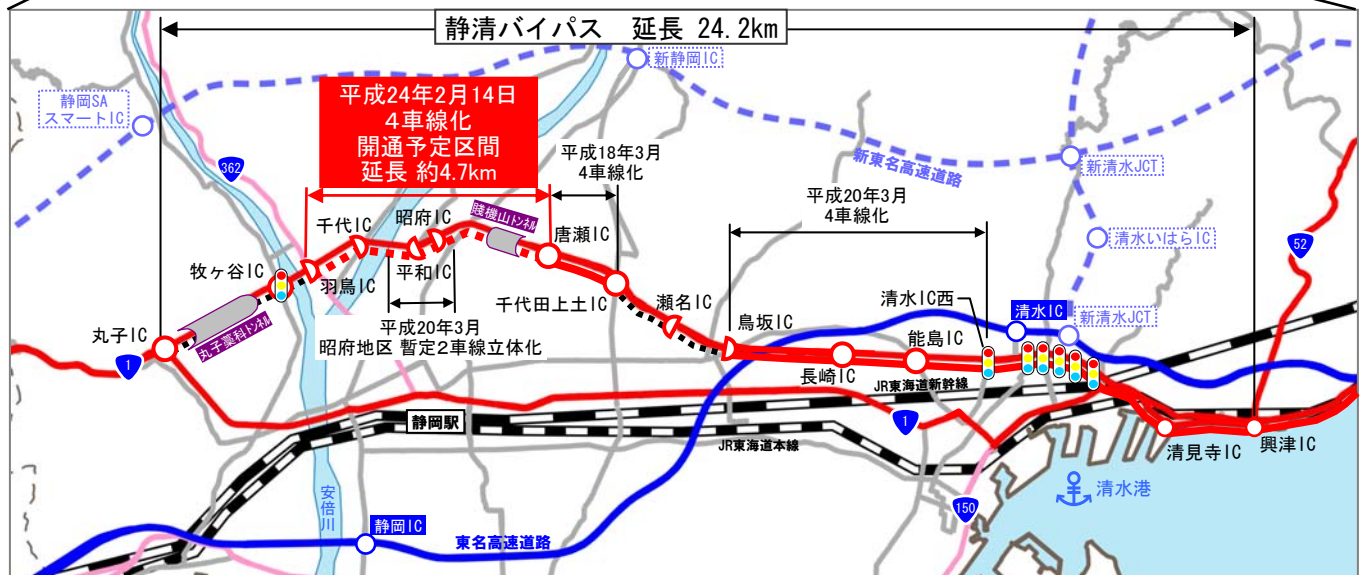 静清バイパス 延長 24.2km
新静岡IC
静岡SA
スマートIC
平成24年2月14日
4車線化
開通予定区間
延長 約4.7km
平成18年3月
4車線化
新東名高速道路
新清水JCT
362
平成20年3月
4車線化
賤機山トンネル
千代IC
昭府IC
唐瀬IC
清水いはらIC
52
牧ヶ谷IC
羽鳥IC
平和IC
千代田上土IC
瀬名IC
清水IC西
清水IC
新清水JCT
丸子IC
丸子藁科トンネル
平成20年3月
昭府地区 暫定2車線立体化
鳥坂IC
能島IC
1
長崎IC
JR東海道新幹線
静岡駅
1
JR東海道本線
清見寺IC
興津IC
清水港
安倍川
150
静岡IC
東名高速道路